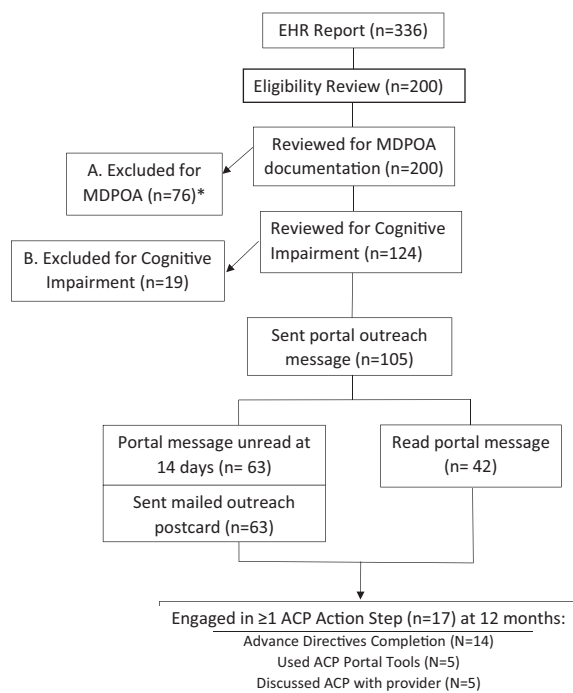 EHR Report (n=336)
Eligibility Review (n=200)
Reviewed for MDPOA
documentation (n=200)
A. Excluded for
MDPOA (n=76)*
Reviewed for Cognitive
Impairment (n=124)
B. Excluded for Cognitive
Impairment (n=19)
Sent portal outreach
message (n=105)
Portal message unread at
14 days (n= 63)
Sent mailed outreach
postcard (n=63)
Read portal message
(n= 42)
Engaged in ≥1 ACP Action Step (n=17) at 12 months:
Advance Directives Completion (N=14)
Used ACP Portal Tools (N=5)
Discussed ACP with provider (N=5)